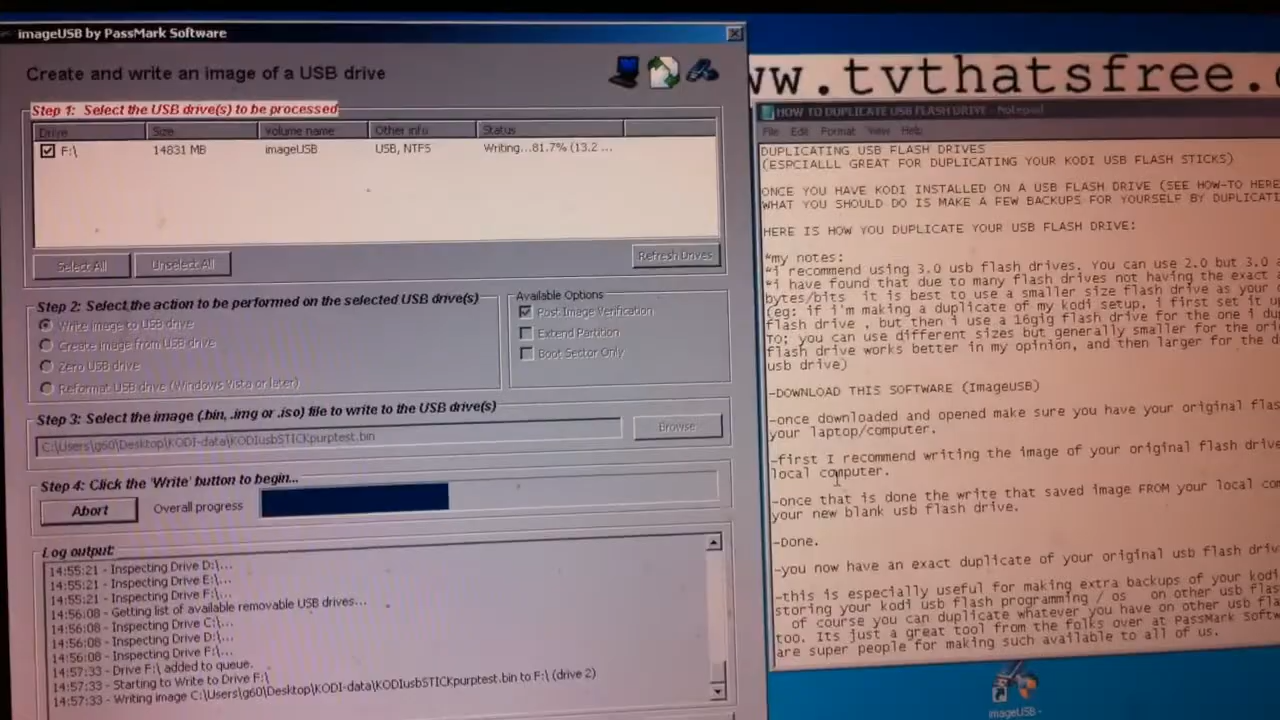 imageUSB by PassMark Software
Create and write an image of a USB drive
Step 1: Select the USB drive(s) to be processed
Drive Size Volume name Other info Status
F:\ 14831 MB imageUSB USB, NTFS Writing...81.7% (13.2 ...
Select All Unselect All Refresh Drives
Step 2: Select the action to be performed on the selected USB drive(s)
Write image to USB drive
Create image from USB drive
Zero USB drive
Reformat USB drive (Windows Vista or later)
Available Options
Post Image Verification
Extend Partition
Boot Sector Only
Step 3: Select the image (.bin, .img or .iso) file to write to the USB drive(s)
C:\Users\g60\Desktop\KODI-data\KODIusbSTICKpurptest.bin
Browse
Step 4: Click the 'Write' button to begin...
Abort Overall progress
Log output:
14:55:21 - Inspecting Drive D:\...
14:55:21 - Inspecting Drive E:\...
14:55:21 - Inspecting Drive F:\...
14:56:08 - Getting list of available removable USB drives...
14:56:08 - Inspecting Drive C:\...
14:56:08 - Inspecting Drive D:\...
14:56:08 - Inspecting Drive F:\...
14:57:33 - Drive F:\ added to queue.
14:57:33 - Starting to Write to Drive F:\
14:57:33 - Writing image C:\Users\g60\Desktop\KODI-data\KODIusbSTICKpurptest.bin to F:\ (drive 2)
ww.tvthatsfree.
HOW TO DUPLICATE USB FLASH DRIVE - Notepad
File Edit Format View Help
DUPLICATING USB FLASH DRIVES
(ESPCIALLL GREAT FOR DUPLICATING YOUR KODI USB FLASH STICKS)
ONCE YOU HAVE KODI INSTALLED ON A USB FLASH DRIVE (SEE HOW-TO HERE
WHAT YOU SHOULD DO IS MAKE A FEW BACKUPS FOR YOURSELF BY DUPLICATI
HERE IS HOW YOU DUPLICATE YOUR USB FLASH DRIVE:
*my notes:
*i recommend using 3.0 usb flash drives. You can use 2.0 but 3.0 a
*i have found that due to many flash drives not having the exact
bytes/bits it is best to use a smaller size flash drive as your
(eg: if i'm making a duplicate of my kodi setup, i first set it u
flash drive , but then i use a 16gig flash drive for the one i du
TO; you can use different sizes but generally smaller for the ori
flash drive works better in my opinion, and then larger for the d
usb drive)
-DOWNLOAD THIS SOFTWARE (ImageUSB)
-once downloaded and opened make sure you have your original flas
your laptop/computer.
-first I recommend writing the image of your original flash drive
local computer.
-once that is done the write that saved image FROM your local com
your new blank usb flash drive.
-Done.
-you now have an exact duplicate of your original usb flash driv
-this is especially useful for making extra backups of your kodi
storing your kodi usb flash programming / os on other usb flas
of course you can duplicate whatever you have on other usb fla
too. Its just a great tool from the folks over at PassMark Softw
are super people for making such available to all of us.
imageUSB -